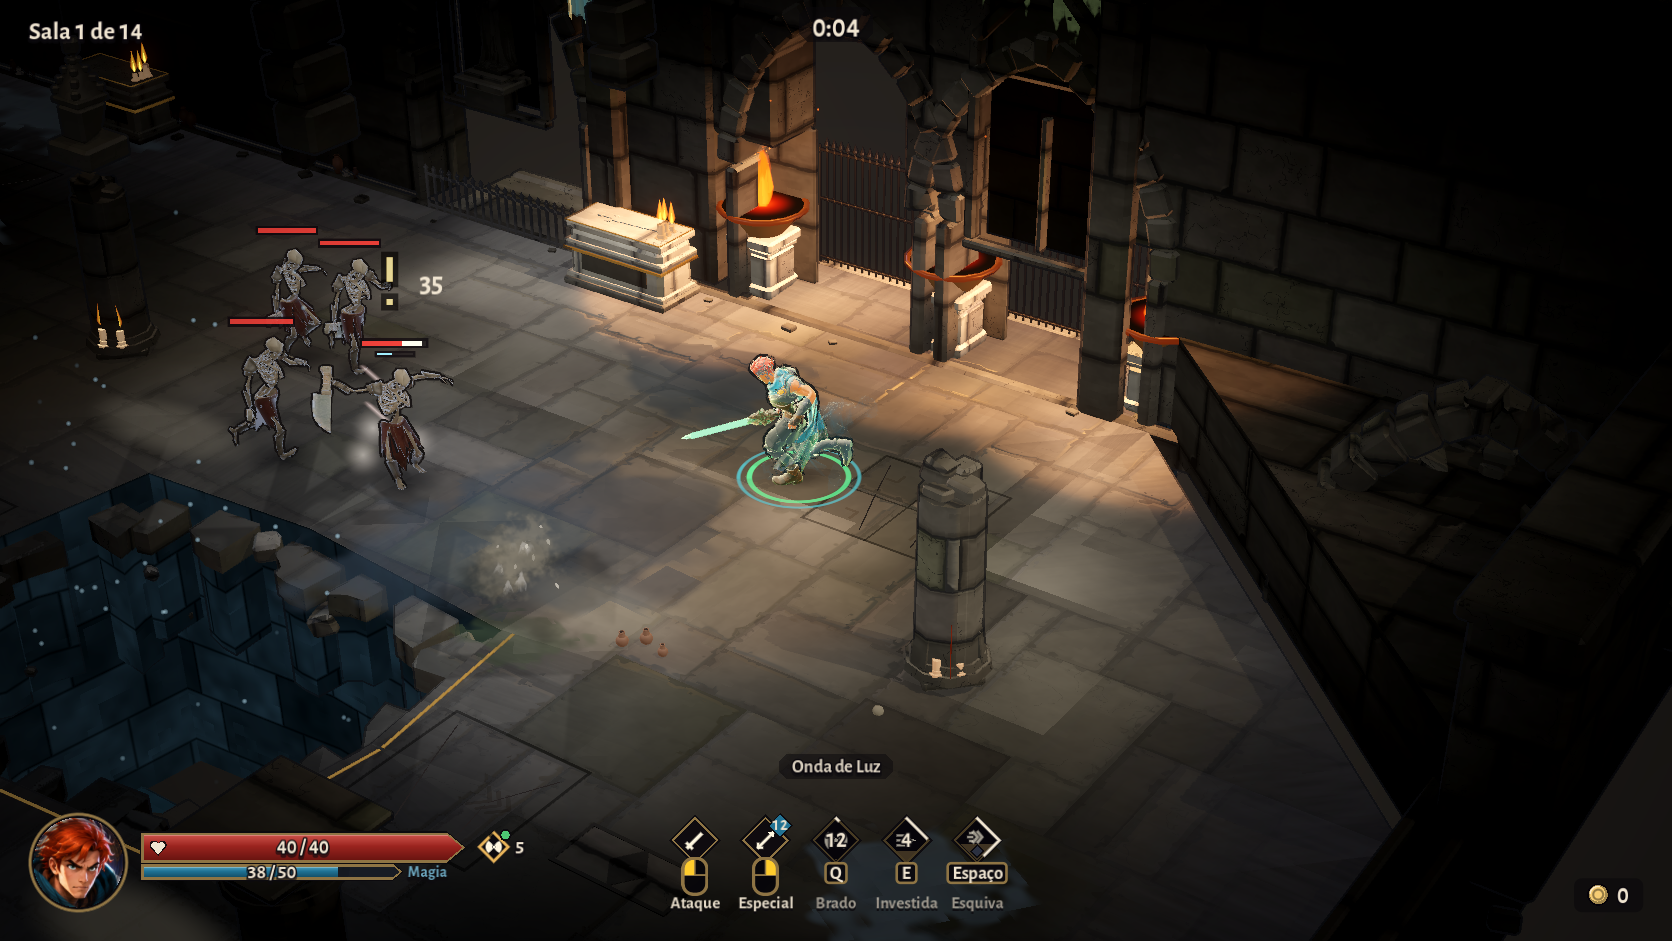 Sala 1 de 14
0:04
35
Onda de Luz
40/40
38/50
Magia
5
12
12
4
Q
E
Espaço
Ataque
Especial
Brado
Investida
Esquiva
0